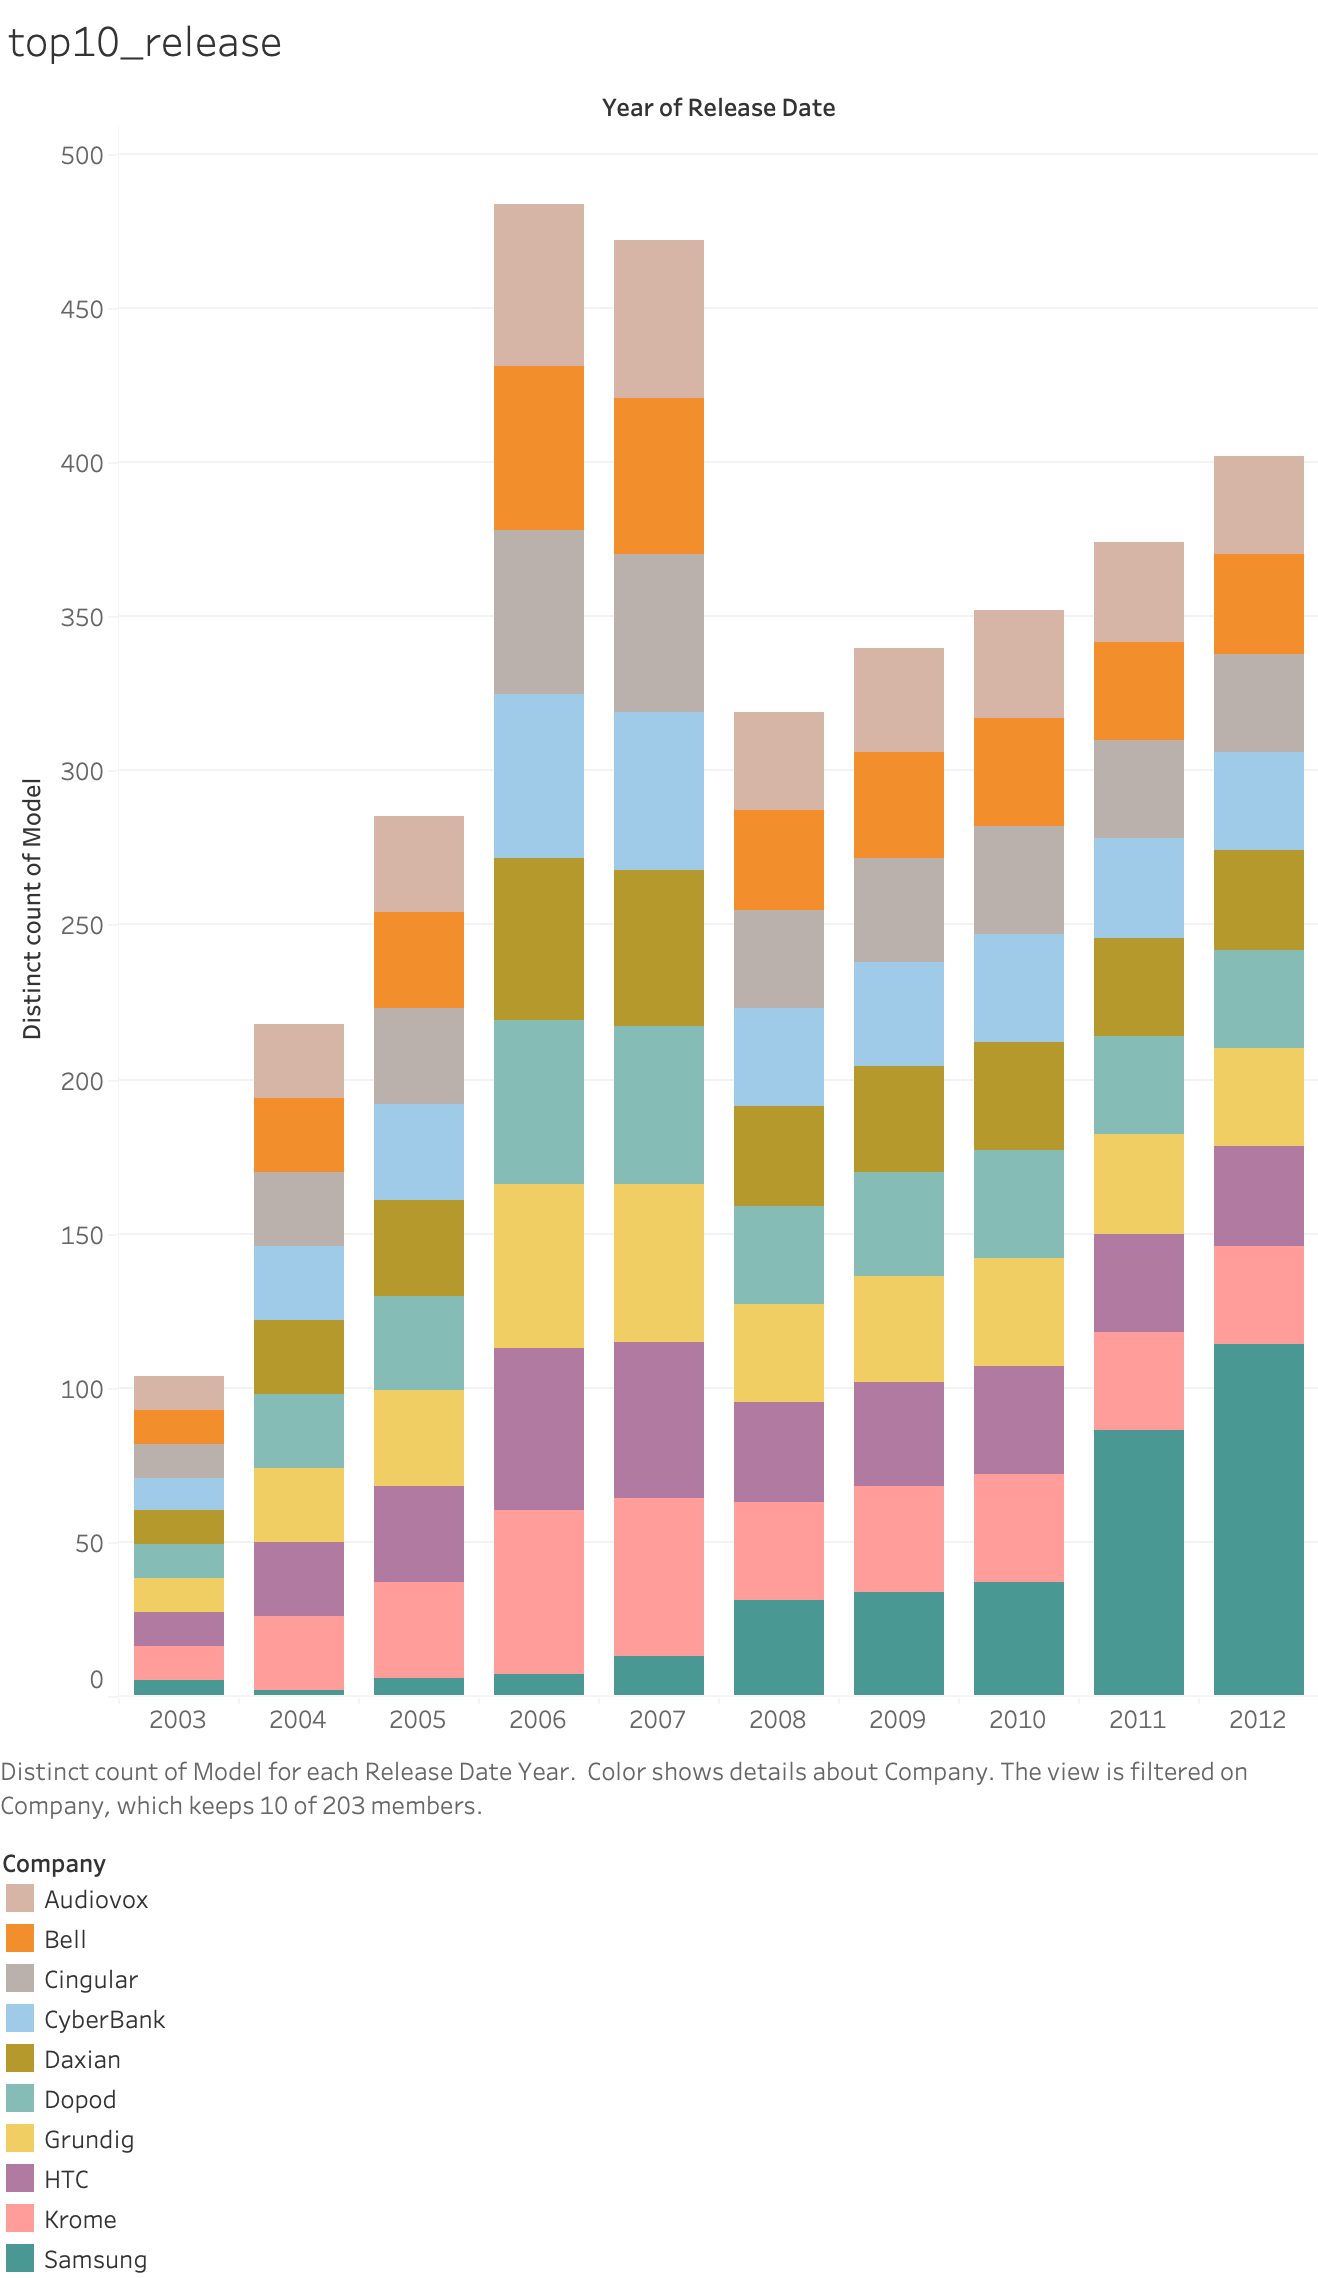 top10_release
Year of Release Date
500
450
400
350
300
250
200
150
100
50
0
Distinct count of Model
2003 2004 2005 2006 2007 2008 2009 2010 2011 2012
Distinct count of Model for each Release Date Year.  Color shows details about Company. The view is filtered on
Company, which keeps 10 of 203 members.
Company
Audiovox
Bell
Cingular
CyberBank
Daxian
Dopod
Grundig
HTC
Krome
Samsung